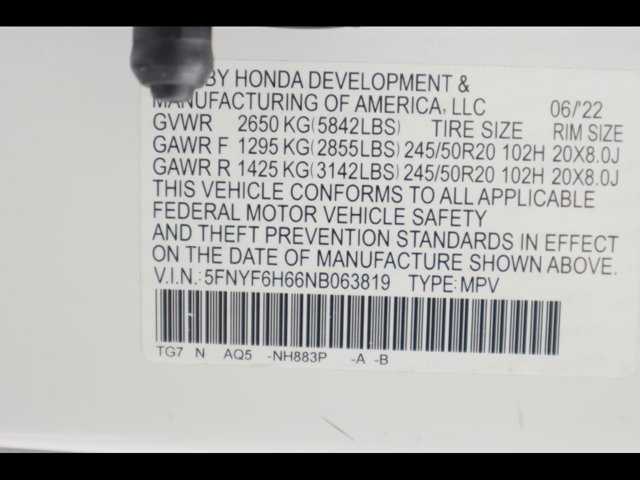 BY HONDA DEVELOPMENT &
MANUFACTURING OF AMERICA, LLC 06/'22
GVWR 2650 KG(5842LBS) TIRE SIZE RIM SIZE
GAWR F 1295 KG(2855LBS) 245/50R20 102H 20X8.0J
GAWR R 1425 KG(3142LBS) 245/50R20 102H 20X8.0J
THIS VEHICLE CONFORMS TO ALL APPLICABLE
FEDERAL MOTOR VEHICLE SAFETY
AND THEFT PREVENTION STANDARDS IN EFFECT
ON THE DATE OF MANUFACTURE SHOWN ABOVE.
V.I.N.: 5FNYF6H66NB063819 TYPE:MPV
TG7 N AQ5 -NH883P -A -B